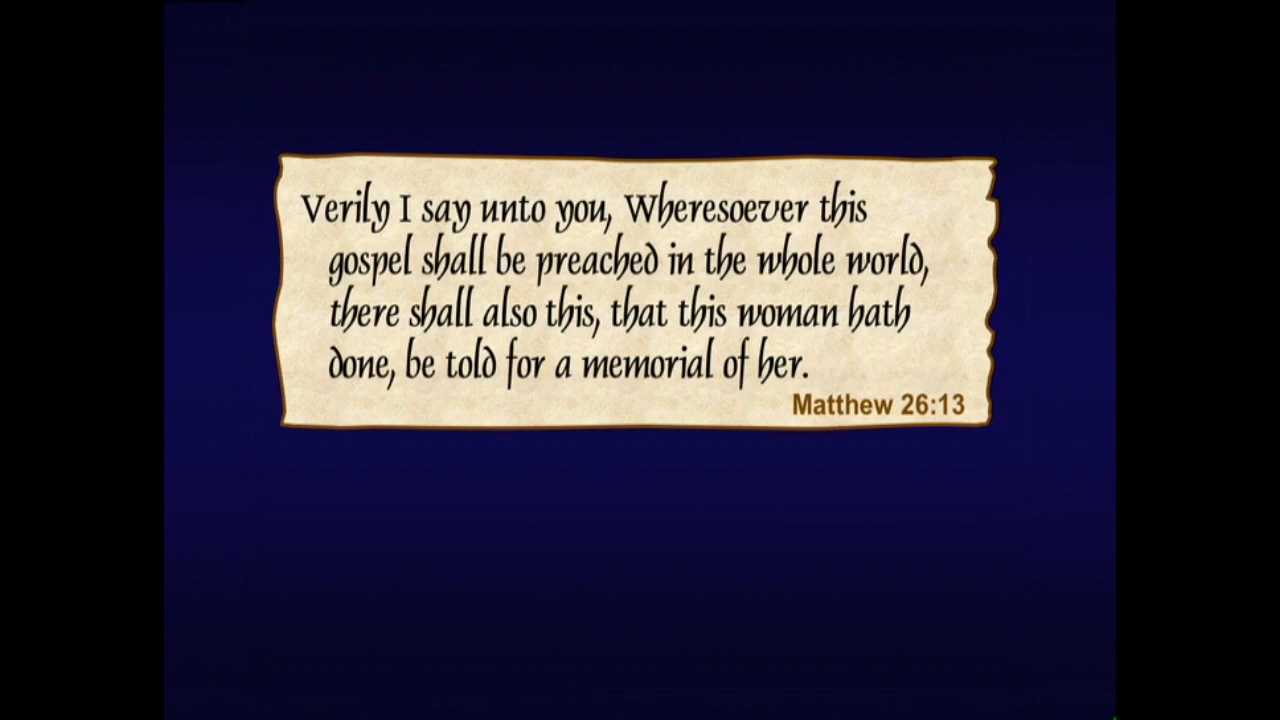 Verily I say unto you, Wheresoever this
gospel shall be preached in the whole world,
there shall also this, that this woman hath
done, be told for a memorial of her.
Matthew 26:13